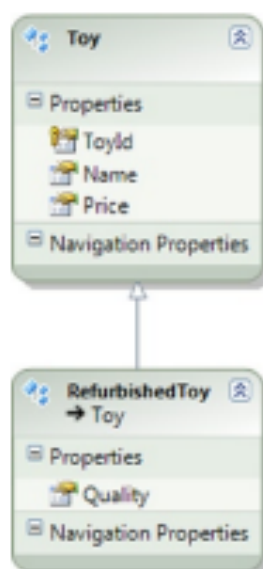 Toy
Properties
ToyId
Name
Price
Navigation Properties
RefurbishedToy
Toy
Properties
Quality
Navigation Properties